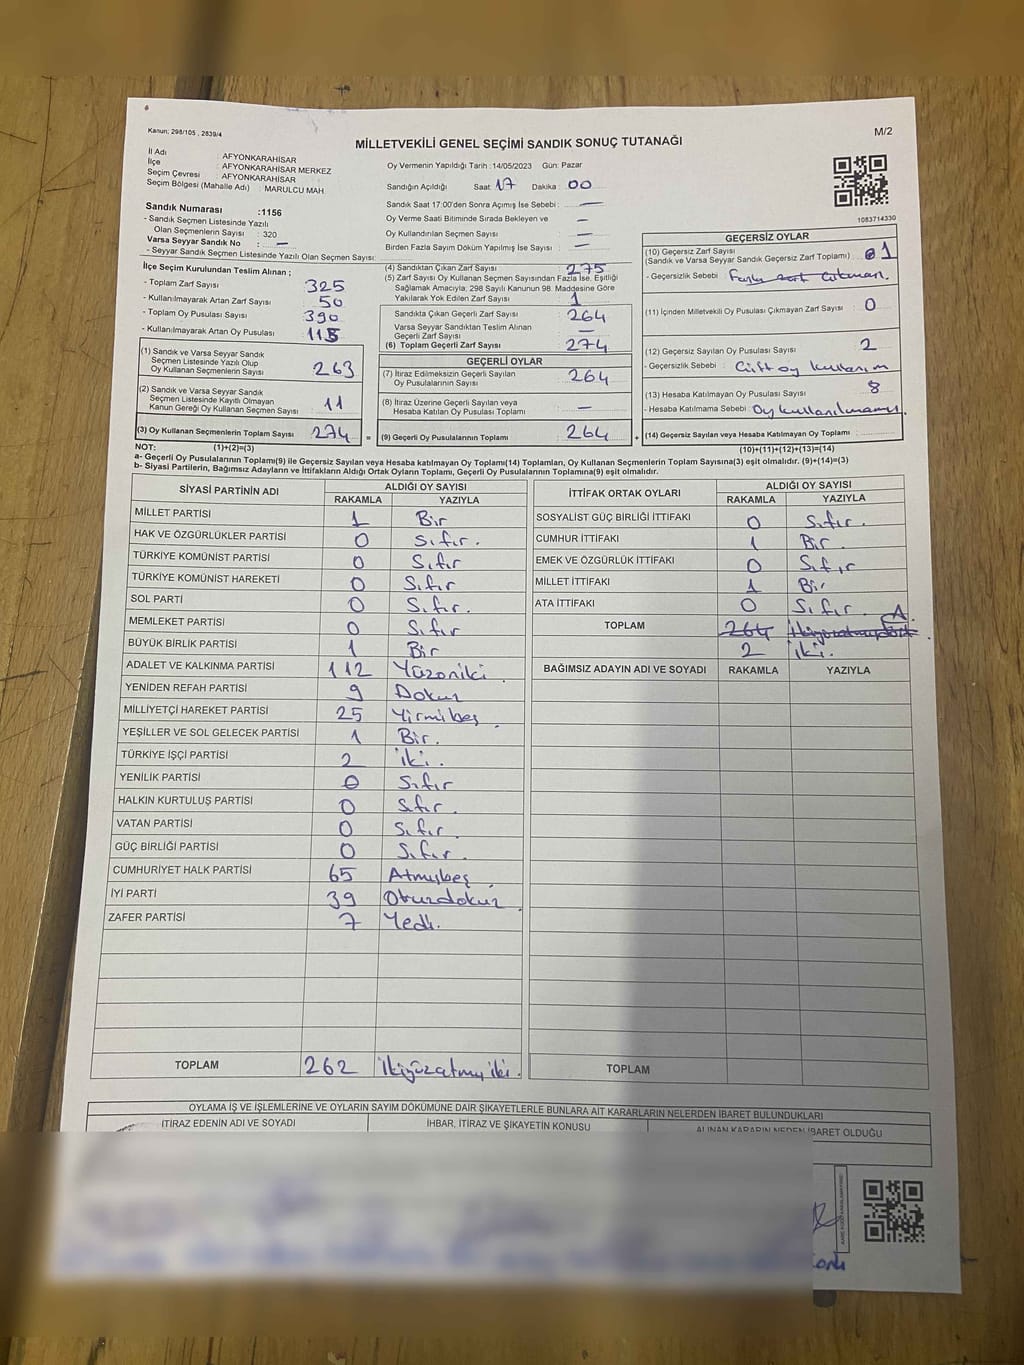 Kanun: 298/105 , 2839/4
MİLLETVEKİLİ GENEL SEÇİMİ SANDIK SONUÇ TUTANAĞI
M/2
İl Adı : AFYONKARAHİSAR
İlçe : AFYONKARAHİSAR MERKEZ
Seçim Çevresi : AFYONKARAHİSAR
Seçim Bölgesi (Mahalle Adı) : MARULCU MAH.
Oy Vermenin Yapıldığı Tarih :14/05/2023 Gün: Pazar
Sandığın Açıldığı Saat: 17 Dakika : 00
Sandık Saat 17:00'den Sonra Açımış İse Sebebi: —
Oy Verme Saati Bitiminde Sırada Bekleyen ve —
Oy Kullandırılan Seçmen Sayısı : —
Birden Fazla Sayım Döküm Yapılmış İse Sayısı : —
1083714330
Sandık Numarası :1156
- Sandık Seçmen Listesinde Yazılı
Olan Seçmenlerin Sayısı : 320
Varsa Seyyar Sandık No : —
- Seyyar Sandık Seçmen Listesinde Yazılı Olan Seçmen Sayısı:
İlçe Seçim Kurulundan Teslim Alınan ;
- Toplam Zarf Sayısı 325
- Kullanılmayarak Artan Zarf Sayısı 50
- Toplam Oy Pusulası Sayısı 390
- Kullanılmayarak Artan Oy Pusulası 115
(1) Sandık ve Varsa Seyyar Sandık
Seçmen Listesinde Yazılı Olup
Oy Kullanan Seçmenlerin Sayısı 263
(2) Sandık ve Varsa Seyyar Sandık
Seçmen Listesinde Kayıtlı Olmayan
Kanun Gereği Oy Kullanan Seçmen Sayısı 11
(3) Oy Kullanan Seçmenlerin Toplam Sayısı 274 =
(4) Sandıktan Çıkan Zarf Sayısı 275
(5) Zarf Sayısı Oy Kullanan Seçmen Sayısından Fazla İse, Eşitliği
Sağlamak Amacıyla, 298 Sayılı Kanunun 98. Maddesine Göre
Yakılarak Yok Edilen Zarf Sayısı 1
Sandıkta Çıkan Geçerli Zarf Sayısı 264
Varsa Seyyar Sandıktan Teslim Alınan
Geçerli Zarf Sayısı —
(6) Toplam Geçerli Zarf Sayısı 274
GEÇERLİ OYLAR
(7) İtiraz Edilmeksizin Geçerli Sayılan
Oy Pusulalarının Sayısı 264
(8) İtiraz Üzerine Geçerli Sayılan veya
Hesaba Katılan Oy Pusulası Toplamı —
(9) Geçerli Oy Pusulalarının Toplamı 264 +
GEÇERSİZ OYLAR
(10) Geçersiz Zarf Sayısı
(Sandık ve Varsa Seyyar Sandık Geçersiz Zarf Toplamı) 1
- Geçersizlik Sebebi : Fazla zarf Çıkması.
(11) İçinden Milletvekili Oy Pusulası Çıkmayan Zarf Sayısı : 0
(12) Geçersiz Sayılan Oy Pusulası Sayısı 2
- Geçersizlik Sebebi : Çift oy kullanım
(13) Hesaba Katılmayan Oy Pusulası Sayısı 8
- Hesaba Katılmama Sebebi : Oy kullanılmamış.
(14) Geçersiz Sayılan veya Hesaba Katılmayan Oy Toplamı
NOT: (1)+(2)=(3) (10)+(11)+(12)+(13)=(14)
a- Geçerli Oy Pusulalarının Toplamı(9) ile Geçersiz Sayılan veya Hesaba katılmayan Oy Toplamı(14) Toplamları, Oy Kullanan Seçmenlerin Toplam Sayısına(3) eşit olmalıdır. (9)+(14)=(3)
b- Siyasi Partilerin, Bağımsız Adayların ve İttifakların Aldığı Ortak Oyların Toplamı, Geçerli Oy Pusulalarının Toplamına(9) eşit olmalıdır.
SİYASİ PARTİNİN ADI ALDIĞI OY SAYISI
RAKAMLA YAZIYLA
MİLLET PARTİSİ 1 Bir
HAK VE ÖZGÜRLÜKLER PARTİSİ 0 Sıfır.
TÜRKİYE KOMÜNİST PARTİSİ 0 Sıfır
TÜRKİYE KOMÜNİST HAREKETİ 0 Sıfır
SOL PARTİ 0 Sıfır.
MEMLEKET PARTİSİ 0 Sıfır
BÜYÜK BİRLİK PARTİSİ 1 Bir
ADALET VE KALKINMA PARTİSİ 112 Yüzoniki
YENİDEN REFAH PARTİSİ 9 Dokuz
MİLLİYETÇİ HAREKET PARTİSİ 25 Yirmibeş
YEŞİLLER VE SOL GELECEK PARTİSİ 1 Bir.
TÜRKİYE İŞÇİ PARTİSİ 2 iki.
YENİLİK PARTİSİ 0 Sıfır
HALKIN KURTULUŞ PARTİSİ 0 Sıfır.
VATAN PARTİSİ 0 Sıfır.
GÜÇ BİRLİĞİ PARTİSİ 0 Sıfır.
CUMHURİYET HALK PARTİSİ 65 Atmışbeş
İYİ PARTİ 39 Otuzdokuz
ZAFER PARTİSİ 7 Yedi.
TOPLAM 262 İkiyüzatmışiki.
İTTİFAK ORTAK OYLARI ALDIĞI OY SAYISI
RAKAMLA YAZIYLA
SOSYALİST GÜÇ BİRLİĞİ İTTİFAKI 0 Sıfır.
CUMHUR İTTİFAKI 1 Bir.
EMEK VE ÖZGÜRLÜK İTTİFAKI 0 Sıfır
MİLLET İTTİFAKI 1 Bir
ATA İTTİFAKI 0 Sıfır.
TOPLAM 264 İkiyüzatmışdört
2 iki.
BAĞIMSIZ ADAYIN ADI VE SOYADI RAKAMLA YAZIYLA
TOPLAM
OYLAMA İŞ VE İŞLEMLERİNE VE OYLARIN SAYIM DÖKÜMÜNE DAİR ŞİKAYETLERLE BUNLARA AİT KARARLARIN NELERDEN İBARET BULUNDUKLARI
İTİRAZ EDENİN ADI VE SOYADI İHBAR, İTİRAZ VE ŞİKAYETİN KONUSU ALINAN KARARIN NEDEN İBARET OLDUĞU